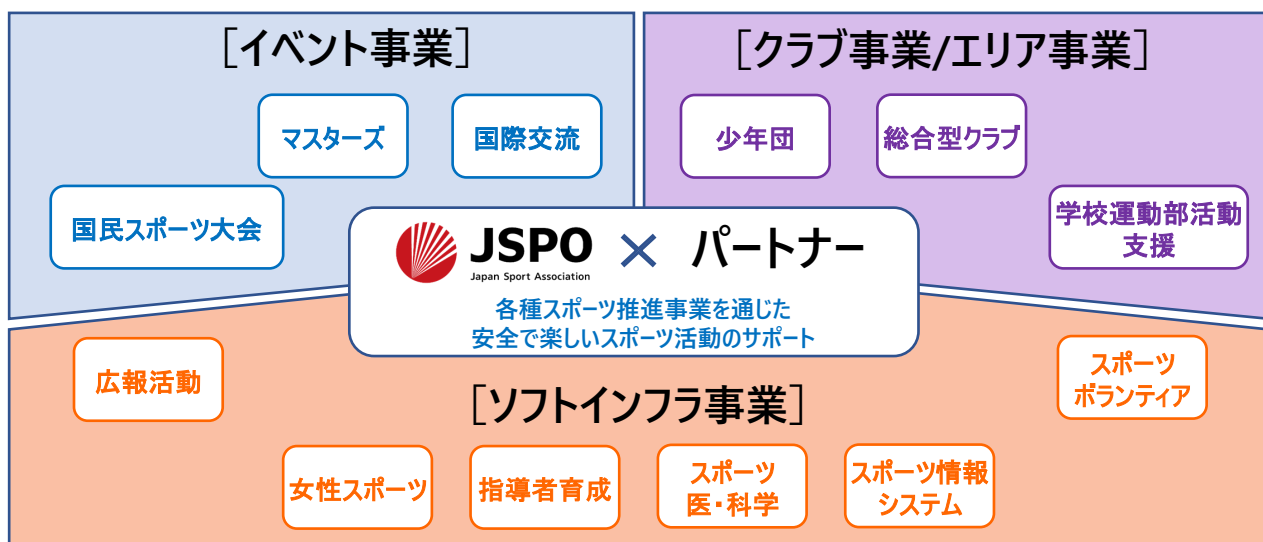 [イベント事業]
マスターズ
国際交流
国民スポーツ大会
[クラブ事業/エリア事業]
少年団
総合型クラブ
学校運動部活動
支援
JSPO × パートナー
Japan Sport Association
各種スポーツ推進事業を通じた
安全で楽しいスポーツ活動のサポート
[ソフトインフラ事業]
広報活動
女性スポーツ
指導者育成
スポーツ
医・科学
スポーツ情報
システム
スポーツ
ボランティア